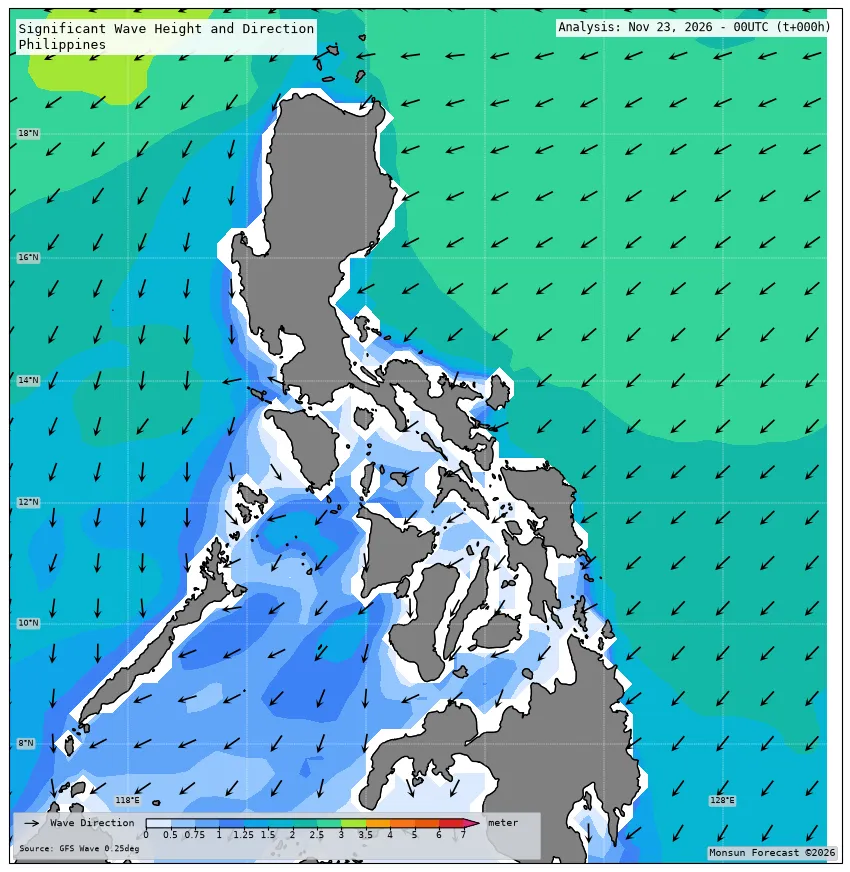 Significant Wave Height and Direction
Philippines
Analysis: Nov 23, 2026 - 00UTC (t+000h)
18°N
16°N
14°N
12°N
10°N
8°N
118°E
128°E
Wave Direction
meter
0 0.5 0.75 1 1.25 1.5 2 2.5 3 3.5 4 5 6 7
Source: GFS Wave 0.25deg
Monsun Forecast ©2026